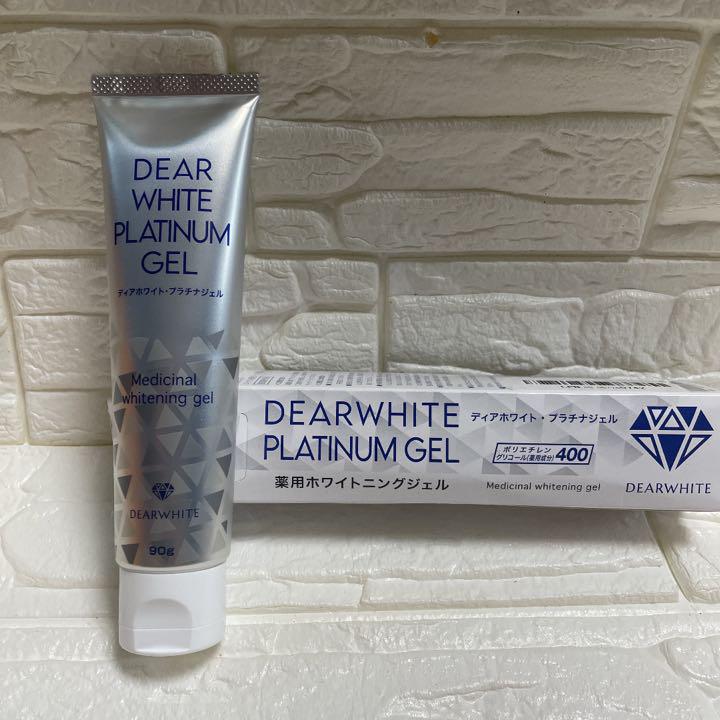 DEAR
WHITE
PLATINUM
GEL
ディアホワイト・プラチナジェル
Medicinal
whitening gel
DEARWHITE
90g
DEARWHITE
PLATINUM GEL
ディアホワイト・プラチナジェル
薬用ホワイトニングジェル
ポリエチレン
グリコール(薬用成分) 400
Medicinal whitening gel
DEARWHITE